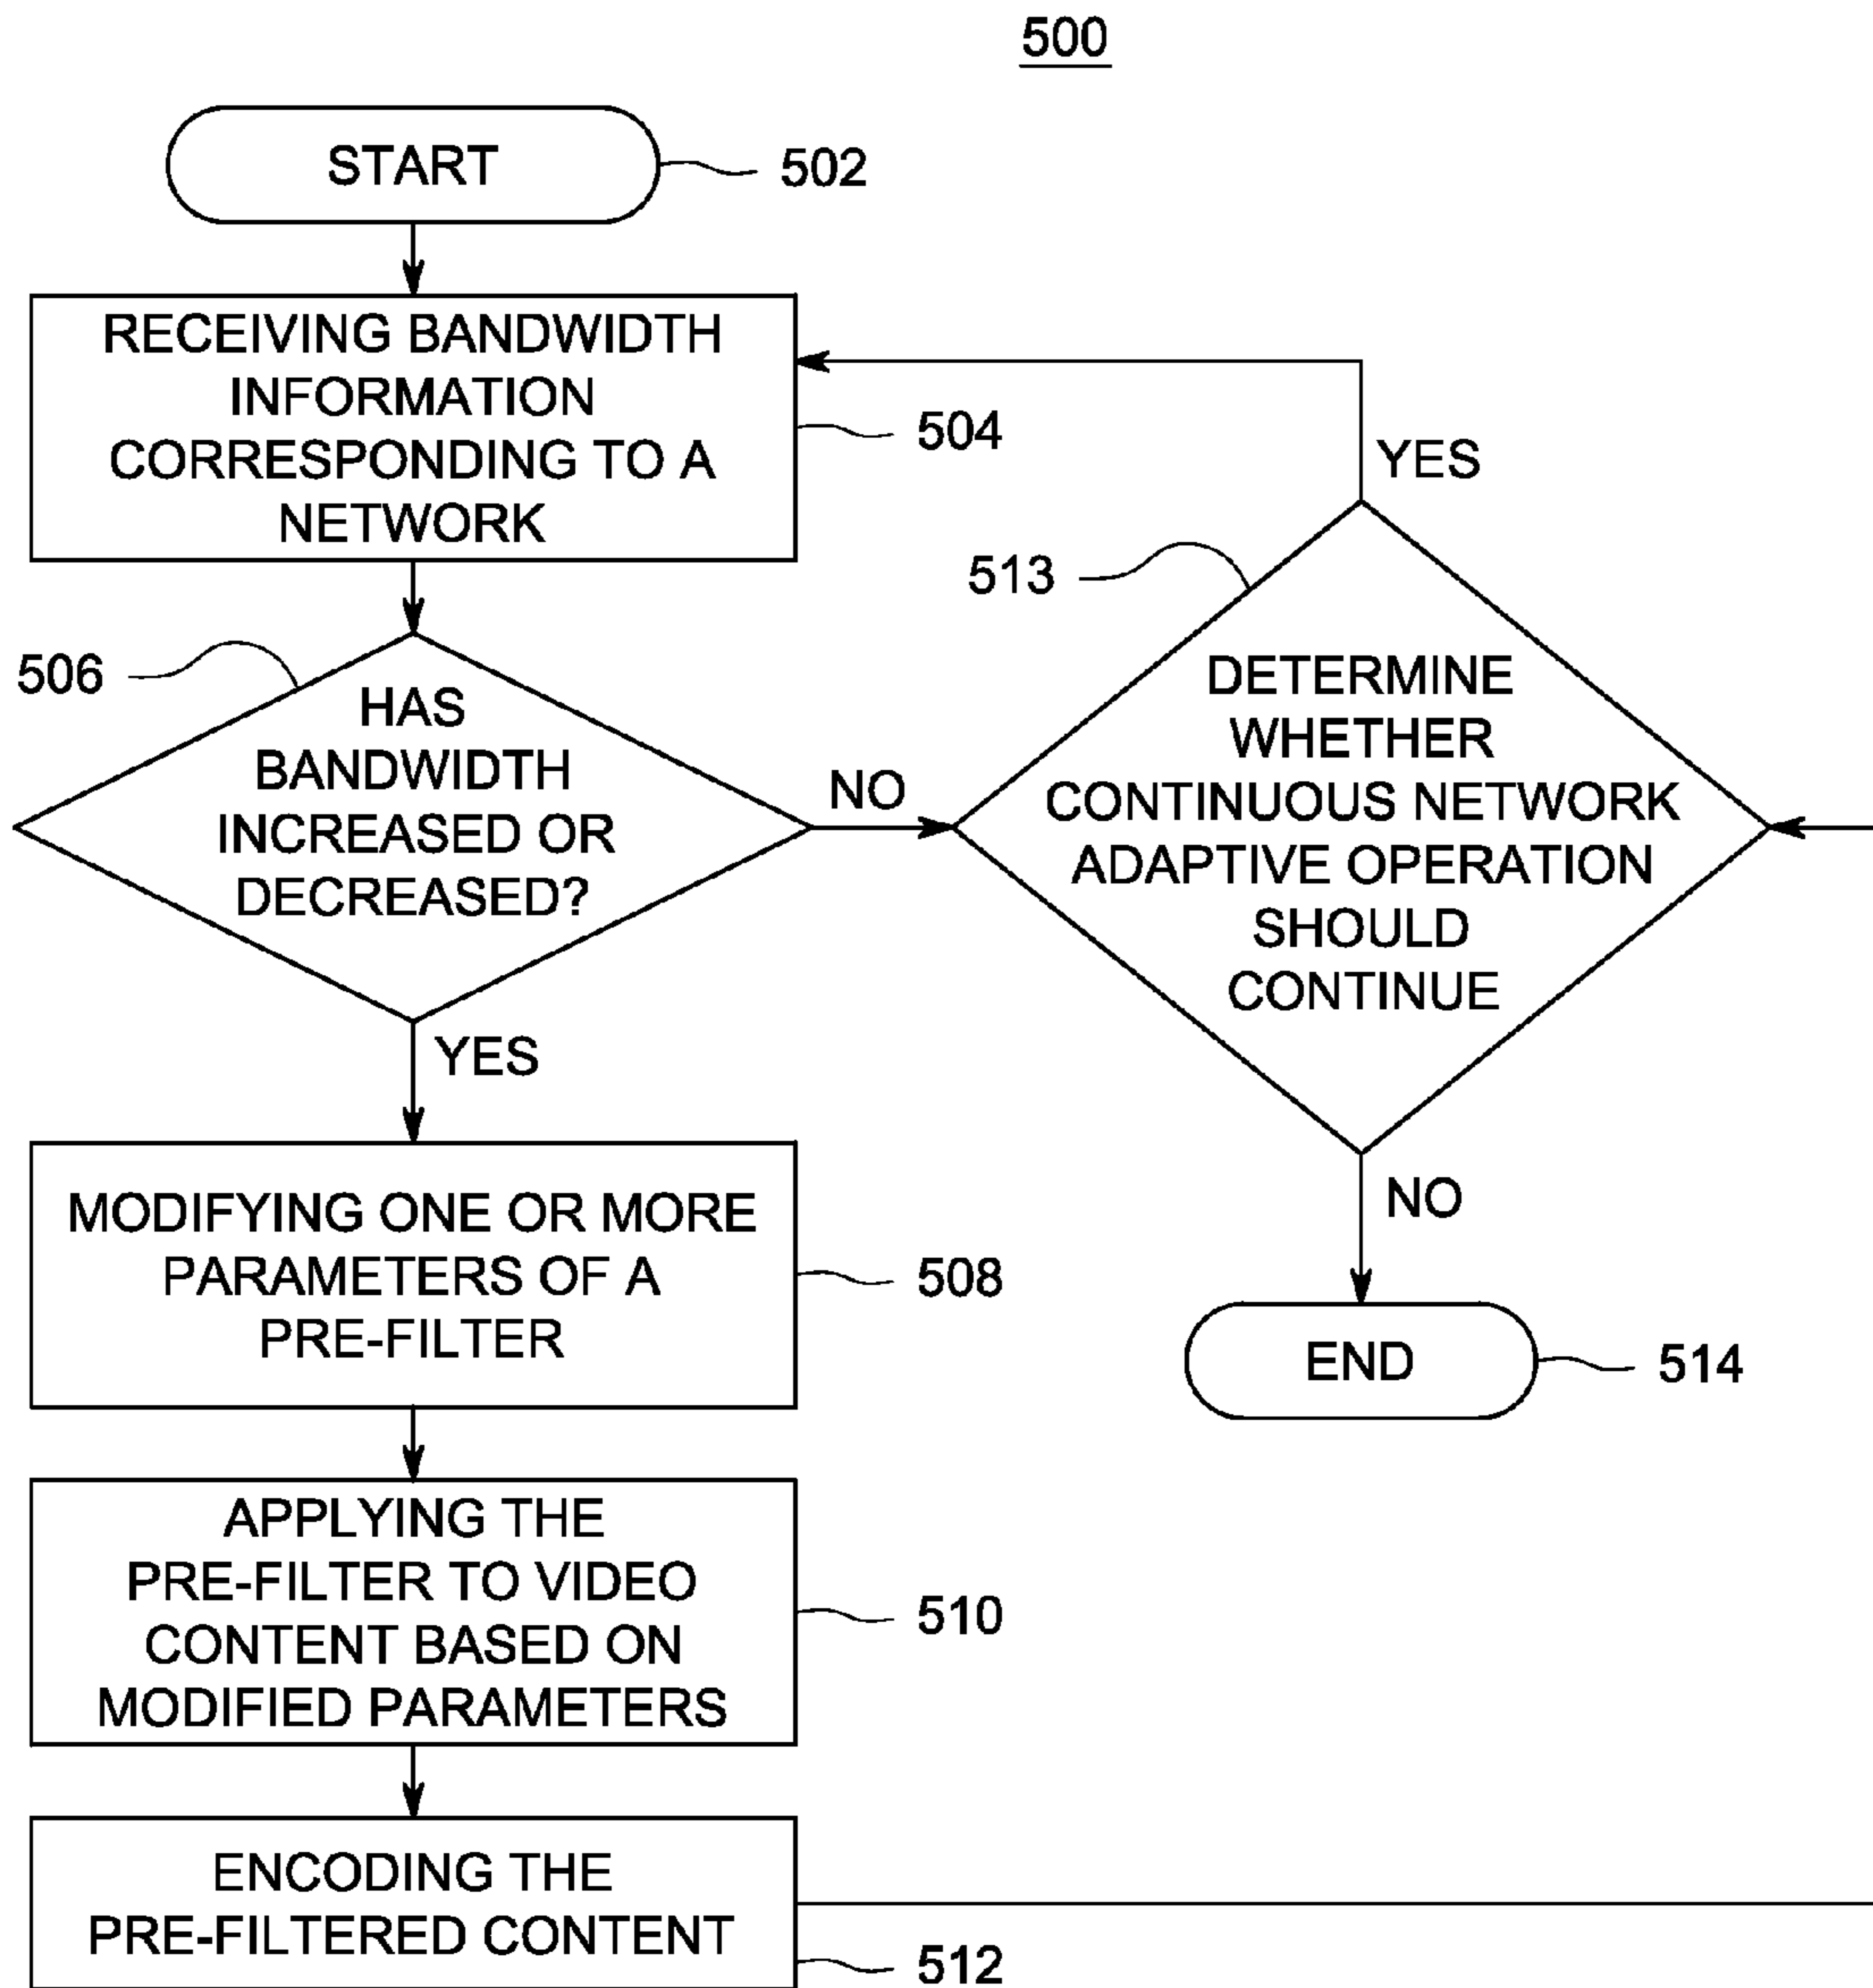 500
START
502
RECEIVING BANDWIDTH
INFORMATION
CORRESPONDING TO A
NETWORK
504
YES
513
506
HAS
BANDWIDTH
INCREASED OR
DECREASED?
NO
DETERMINE
WHETHER
CONTINUOUS NETWORK
ADAPTIVE OPERATION
SHOULD
CONTINUE
YES
NO
MODIFYING ONE OR MORE
PARAMETERS OF A
PRE-FILTER
508
END
514
APPLYING THE
PRE-FILTER TO VIDEO
CONTENT BASED ON
MODIFIED PARAMETERS
510
ENCODING THE
PRE-FILTERED CONTENT
512